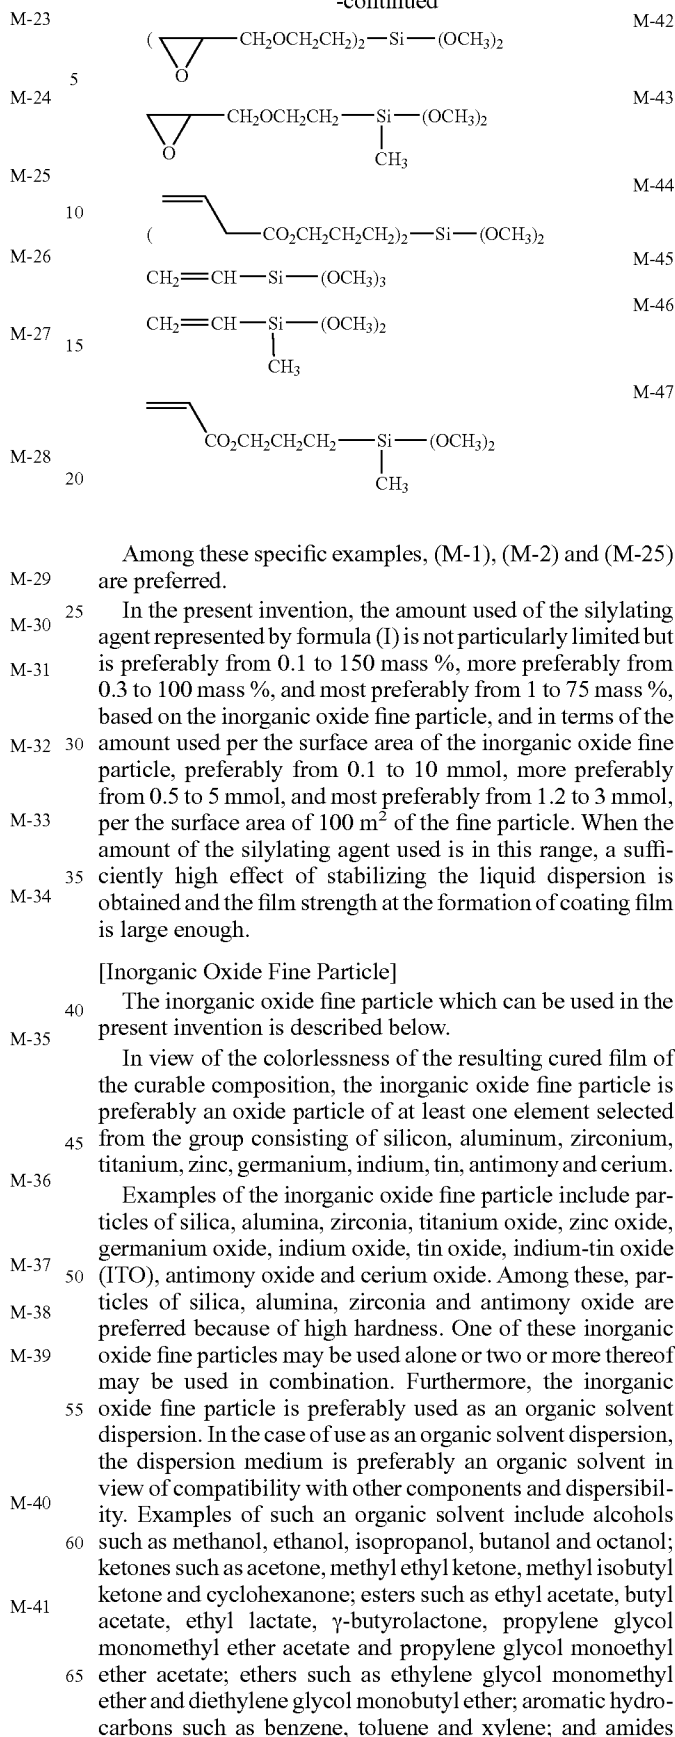 -continued
M-23
M-42
( O CH2OCH2CH2)2—Si—(OCH3)2
5
M-24
M-43
O CH2OCH2CH2—Si—(OCH3)2
CH3
M-25
M-44
10
( CO2CH2CH2CH2)2—Si—(OCH3)2
M-26
M-45
CH2=CH—Si—(OCH3)3
M-46
CH2=CH—Si—(OCH3)2
M-27
15
CH3
M-47
CO2CH2CH2CH2—Si—(OCH3)2
M-28
20
CH3
Among these specific examples, (M-1), (M-2) and (M-25)
M-29
are preferred.
25
In the present invention, the amount used of the silylating
M-30
agent represented by formula (I) is not particularly limited but
M-31
is preferably from 0.1 to 150 mass %, more preferably from
0.3 to 100 mass %, and most preferably from 1 to 75 mass %,
based on the inorganic oxide fine particle, and in terms of the
M-32
30
amount used per the surface area of the inorganic oxide fine
particle, preferably from 0.1 to 10 mmol, more preferably
from 0.5 to 5 mmol, and most preferably from 1.2 to 3 mmol,
M-33
per the surface area of 100 m² of the fine particle. When the
amount of the silylating agent used is in this range, a suffi-
35
ciently high effect of stabilizing the liquid dispersion is
M-34
obtained and the film strength at the formation of coating film
is large enough.
[Inorganic Oxide Fine Particle]
40
The inorganic oxide fine particle which can be used in the
present invention is described below.
M-35
In view of the colorlessness of the resulting cured film of
the curable composition, the inorganic oxide fine particle is
preferably an oxide particle of at least one element selected
45
from the group consisting of silicon, aluminum, zirconium,
titanium, zinc, germanium, indium, tin, antimony and cerium.
M-36
Examples of the inorganic oxide fine particle include par-
ticles of silica, alumina, zirconia, titanium oxide, zinc oxide,
germanium oxide, indium oxide, tin oxide, indium-tin oxide
M-37
50
(ITO), antimony oxide and cerium oxide. Among these, par-
ticles of silica, alumina, zirconia and antimony oxide are
M-38
preferred because of high hardness. One of these inorganic
M-39
oxide fine particles may be used alone or two or more thereof
may be used in combination. Furthermore, the inorganic
55
oxide fine particle is preferably used as an organic solvent
dispersion. In the case of use as an organic solvent dispersion,
the dispersion medium is preferably an organic solvent in
view of compatibility with other components and dispersibil-
M-40
ity. Examples of such an organic solvent include alcohols
60
such as methanol, ethanol, isopropanol, butanol and octanol;
ketones such as acetone, methyl ethyl ketone, methyl isobutyl
ketone and cyclohexanone; esters such as ethyl acetate, butyl
M-41
acetate, ethyl lactate, γ-butyrolactone, propylene glycol
monomethyl ether acetate and propylene glycol monoethyl
65
ether acetate; ethers such as ethylene glycol monomethyl
ether and diethylene glycol monobutyl ether; aromatic hydro-
carbons such as benzene, toluene and xylene; and amides